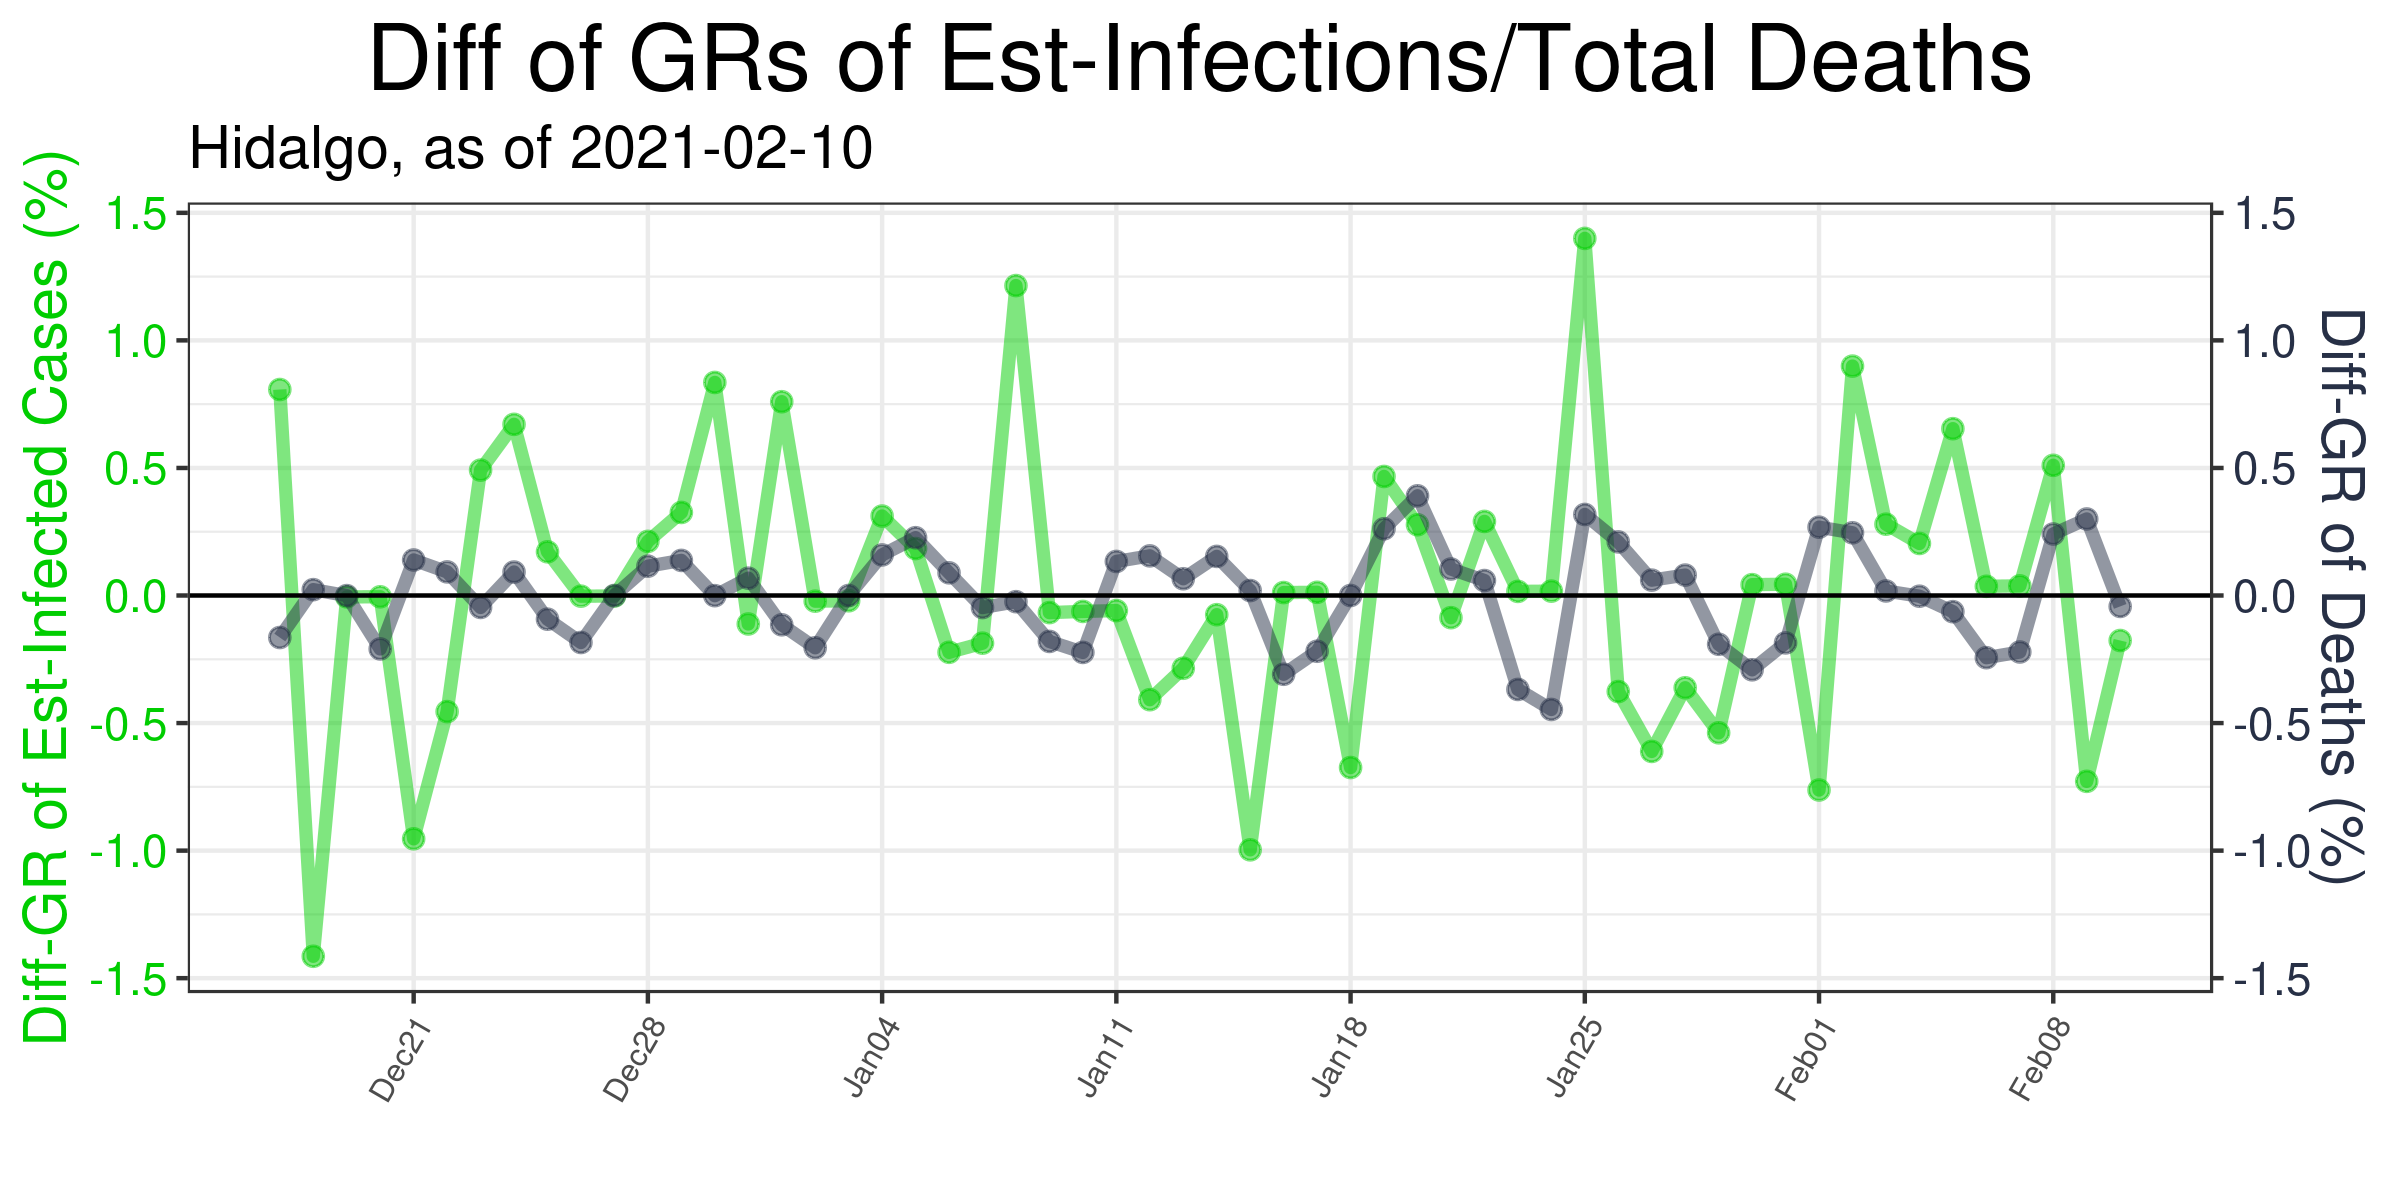 Diff of GRs of Est-Infections/Total Deaths
Hidalgo, as of 2021-02-10
Diff-GR of Est-Infected Cases (%)
1.5
1.0
0.5
0.0
-0.5
-1.0
-1.5
1.5
1.0
0.5
0.0
-0.5
-1.0
-1.5
Diff-GR of Deaths (%)
Dec21
Dec28
Jan04
Jan11
Jan18
Jan25
Feb01
Feb08